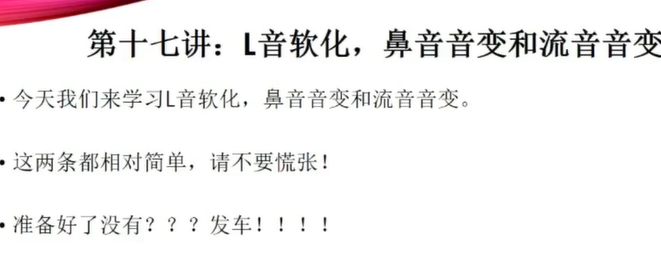 第十七讲：L音软化，鼻音音变和流音音变
• 今天我们来学习L音软化，鼻音音变和流音音变。
• 这两条都相对简单，请不要慌张！
• 准备好了没有？？？发车！！！！